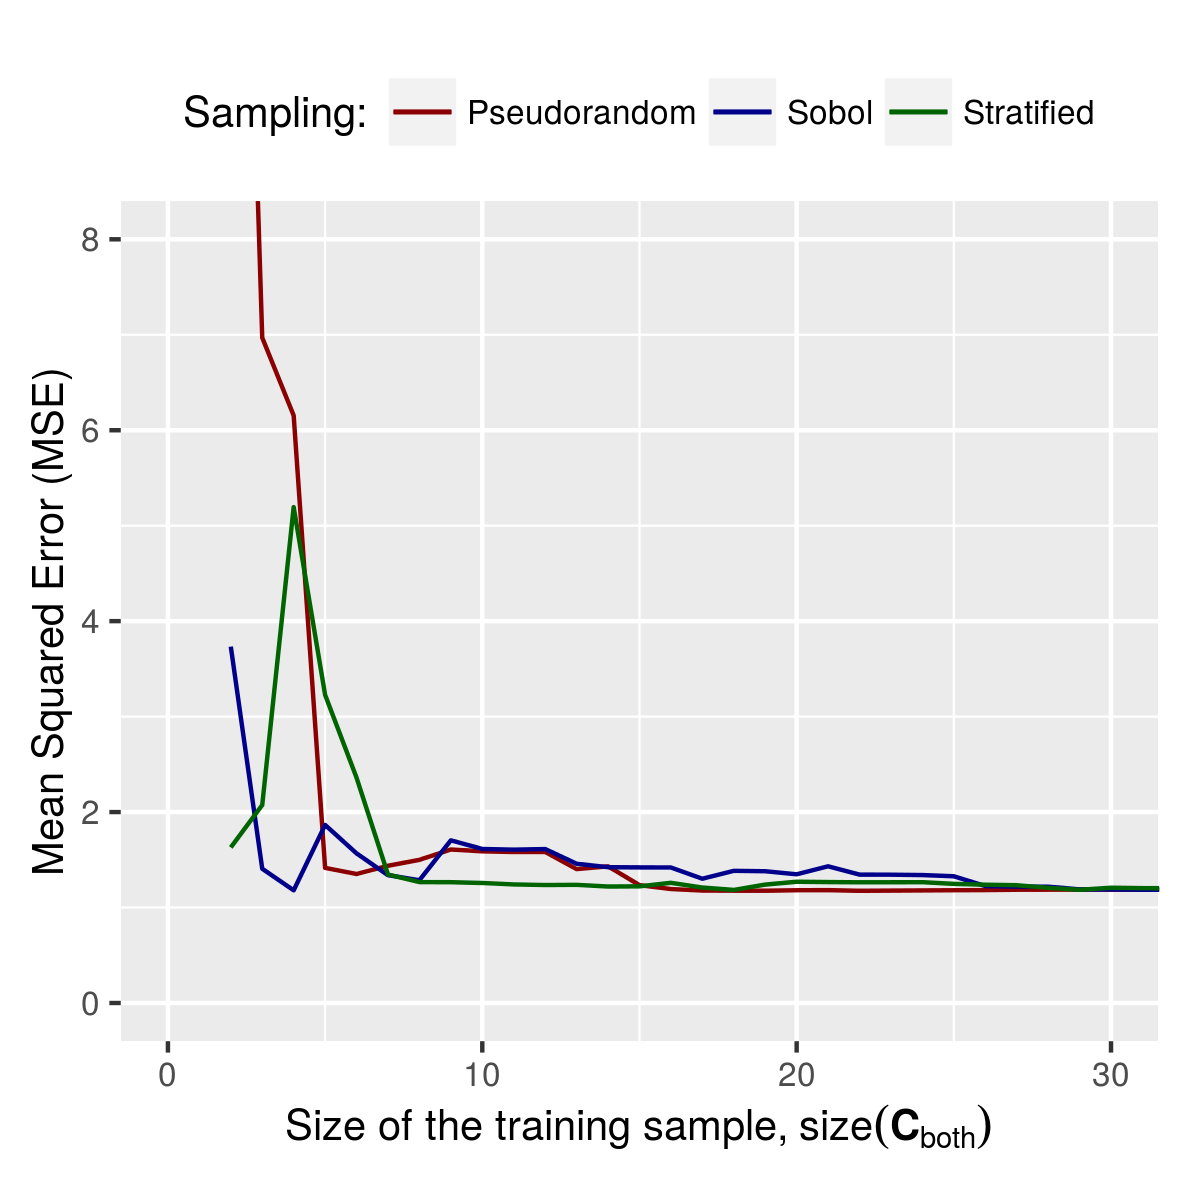 Sampling: Pseudorandom Sobol Stratified
Mean Squared Error (MSE)
8
6
4
2
0
0 10 20 30
Size of the training sample, size(C_both)